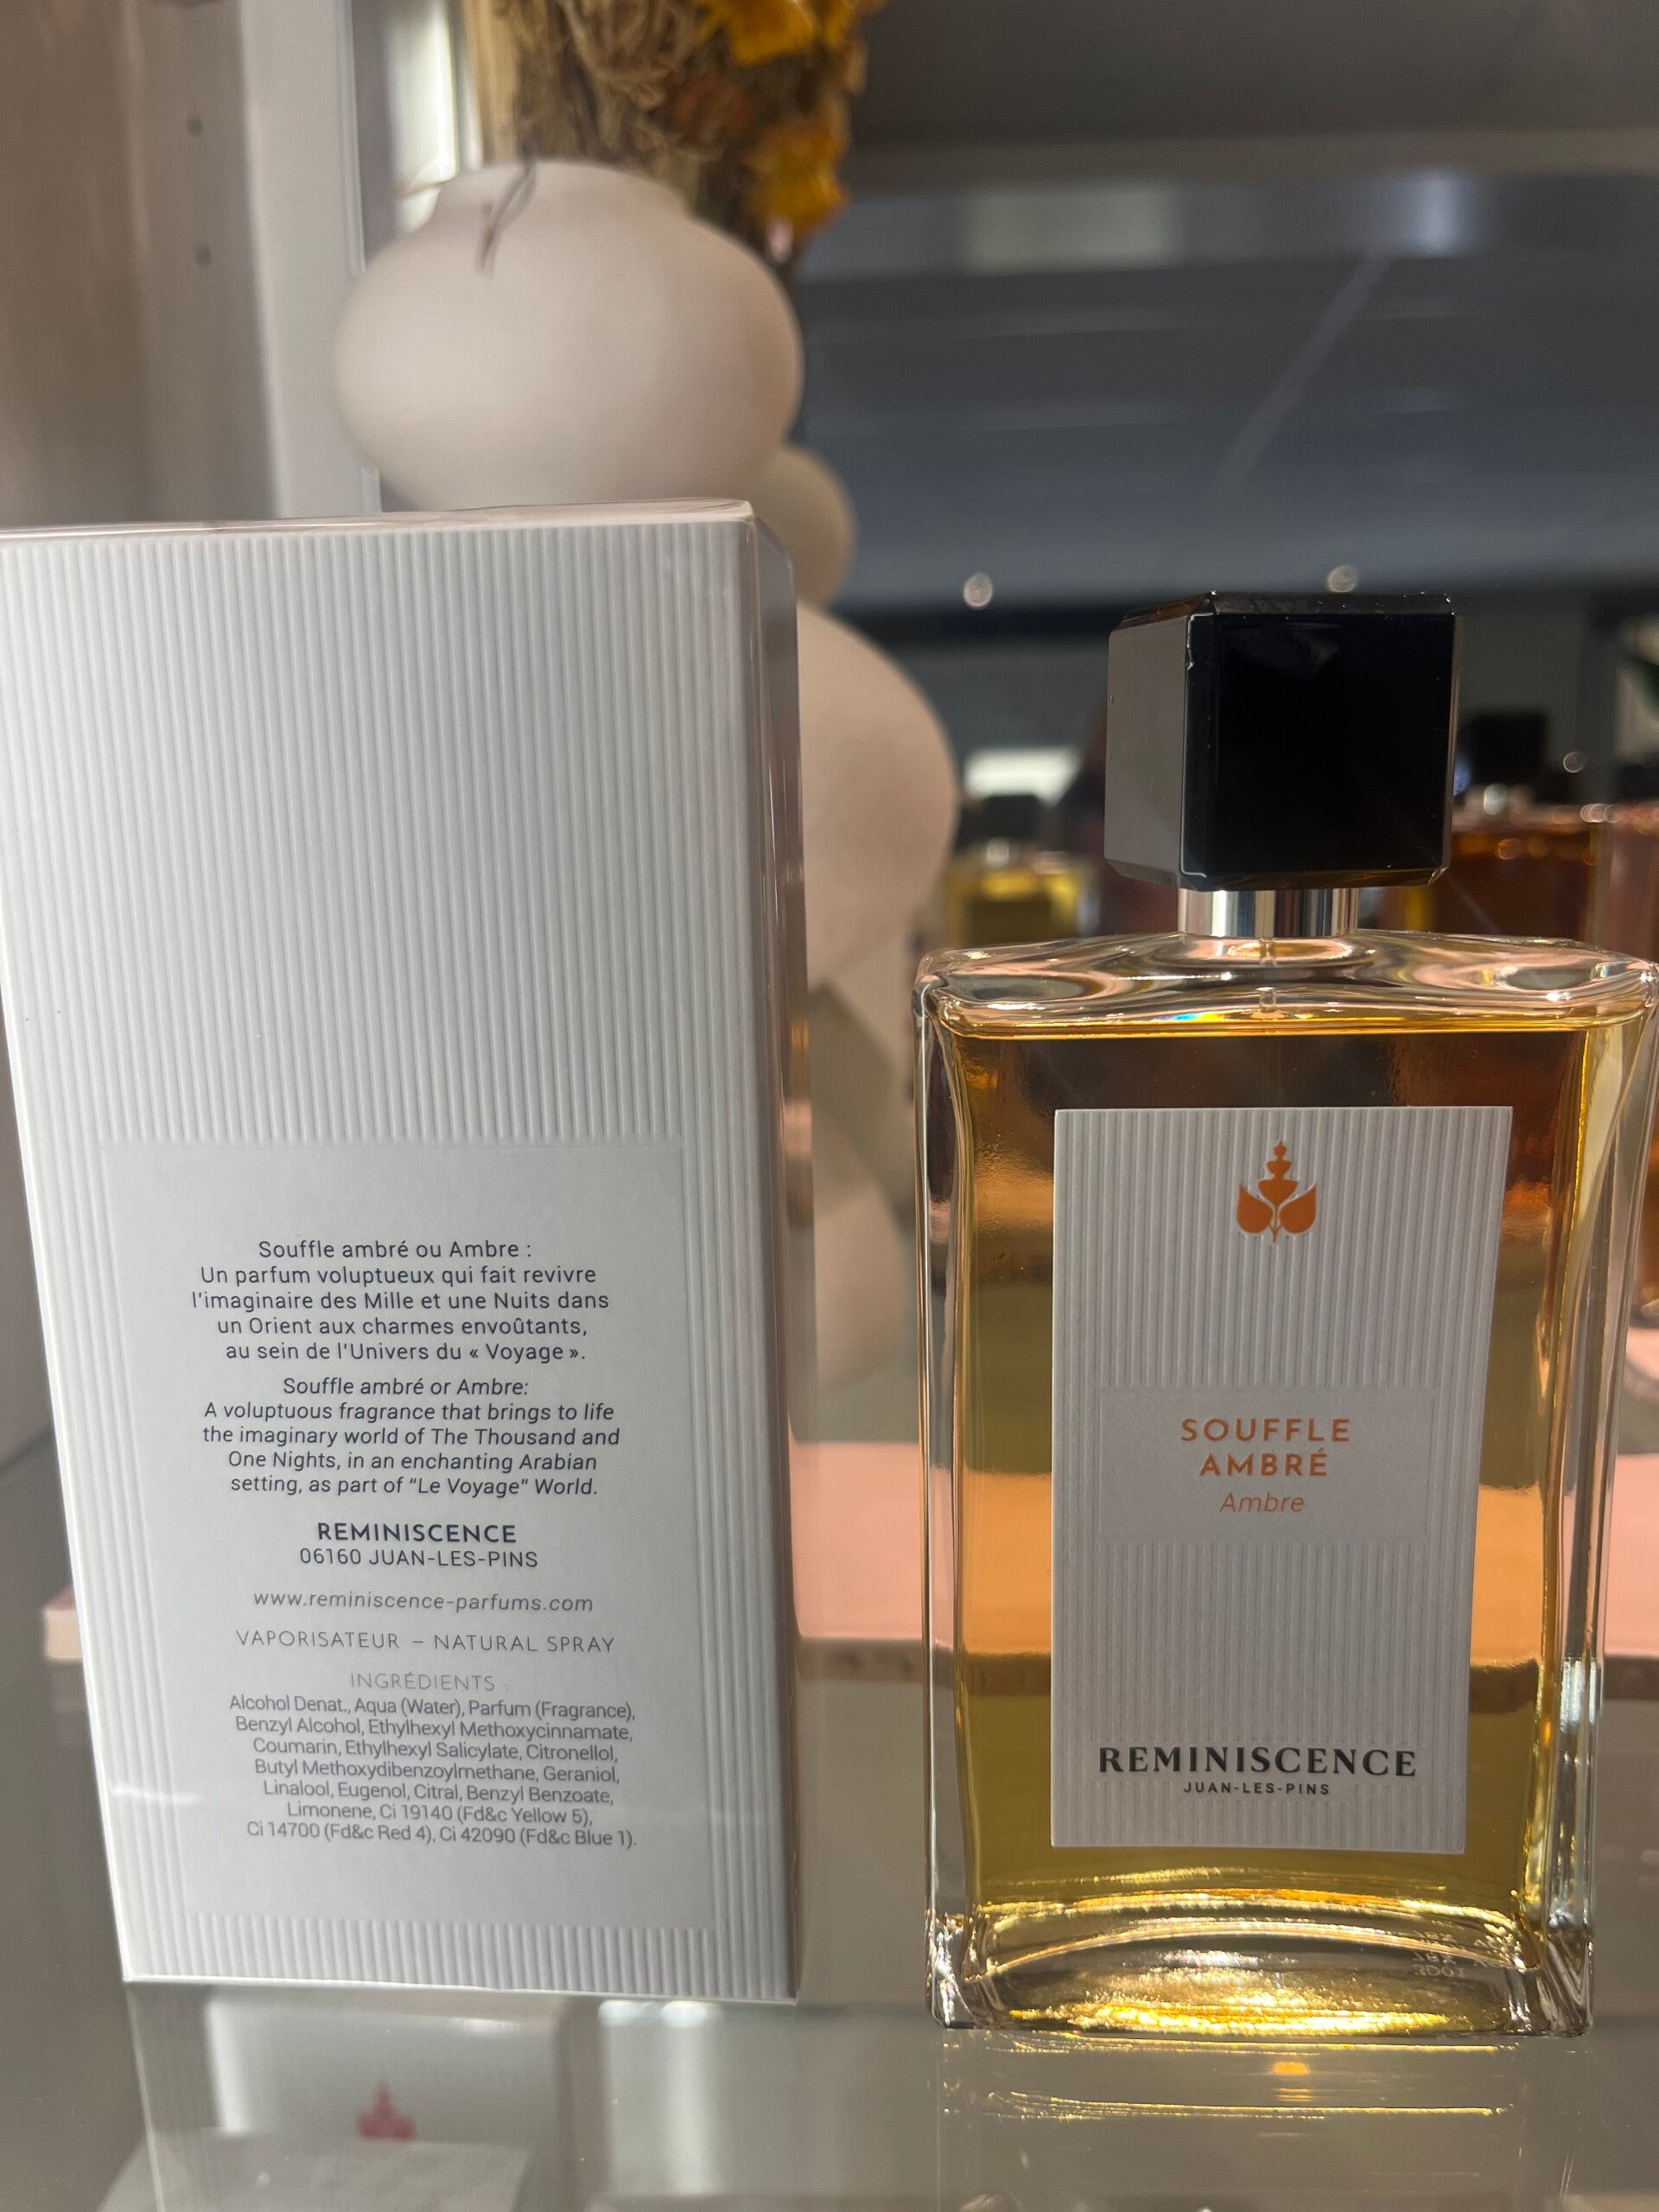 Souffle ambré ou Ambre :
Un parfum voluptueux qui fait revivre
l'imaginaire des Mille et une Nuits dans
un Orient aux charmes envoûtants,
au sein de l'Univers du « Voyage ».
Souffle ambré or Ambre:
A voluptuous fragrance that brings to life
the imaginary world of The Thousand and
One Nights, in an enchanting Arabian
setting, as part of "Le Voyage" World.
REMINISCENCE
06160 JUAN-LES-PINS
www.reminiscence-parfums.com
VAPORISATEUR – NATURAL SPRAY
INGRÉDIENTS :
Alcohol Denat., Aqua (Water), Parfum (Fragrance),
Benzyl Alcohol, Ethylhexyl Methoxycinnamate,
Coumarin, Ethylhexyl Salicylate, Citronellol,
Butyl Methoxydibenzoylmethane, Geraniol,
Linalool, Eugenol, Citral, Benzyl Benzoate,
Limonene, Ci 19140 (Fd&c Yellow 5),
Ci 14700 (Fd&c Red 4), Ci 42090 (Fd&c Blue 1).
SOUFFLE
AMBRÉ
Ambre
REMINISCENCE
JUAN-LES-PINS